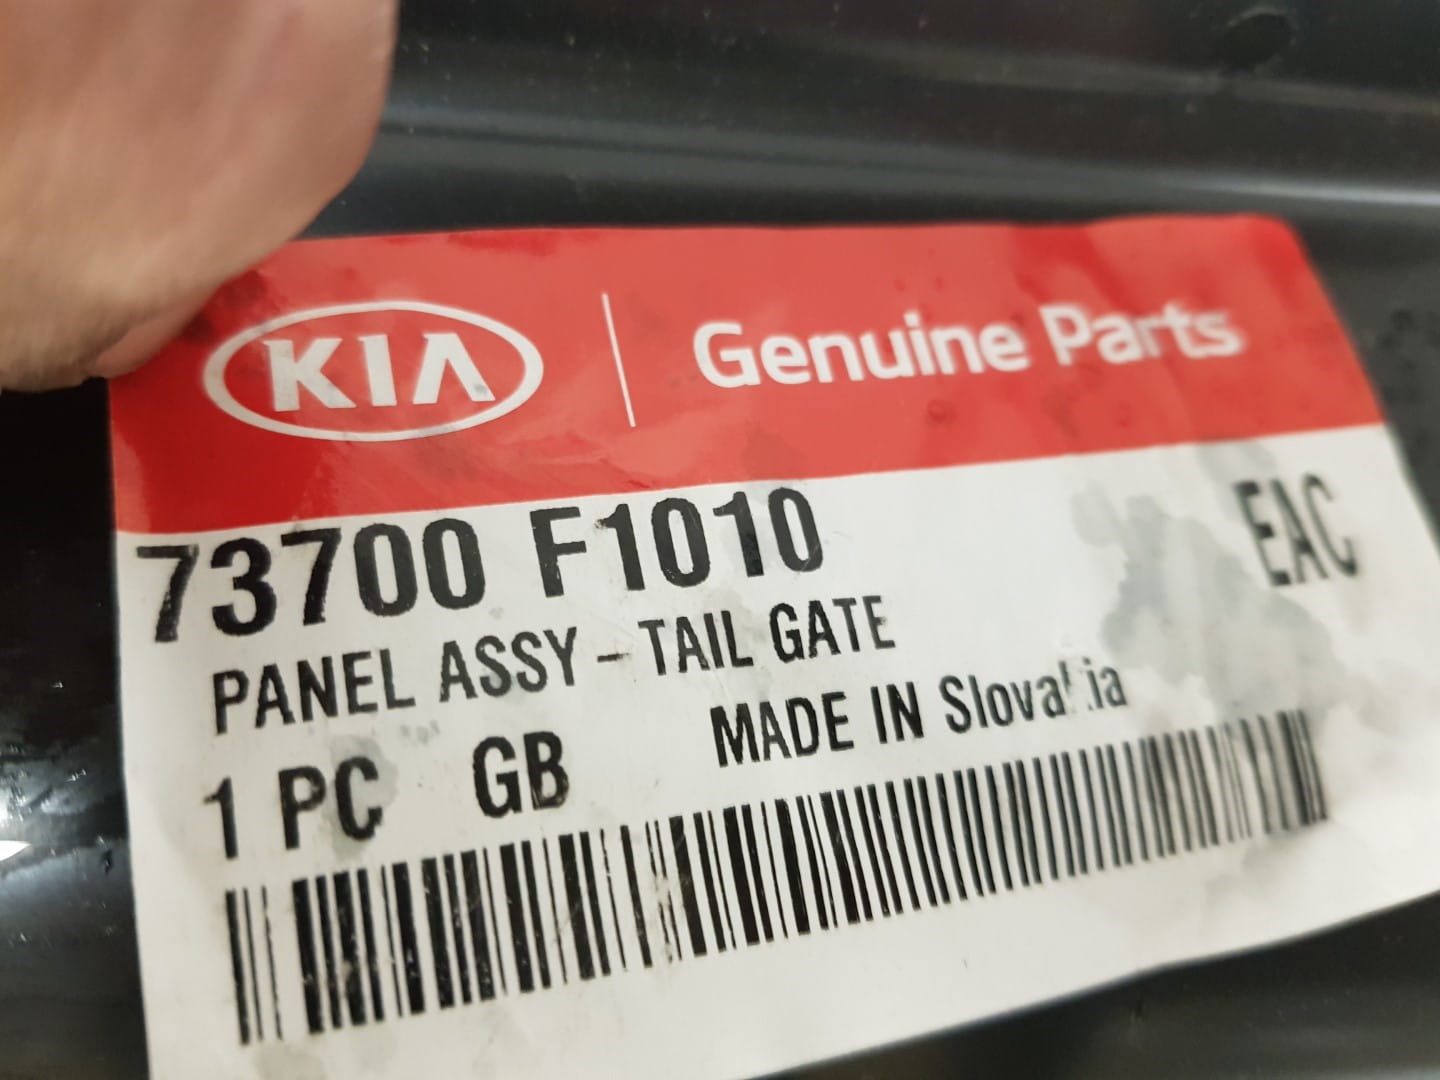 KIA Genuine Parts
73700 F1010 EAC
PANEL ASSY - TAIL GATE
1 PC GB MADE IN Slovakia